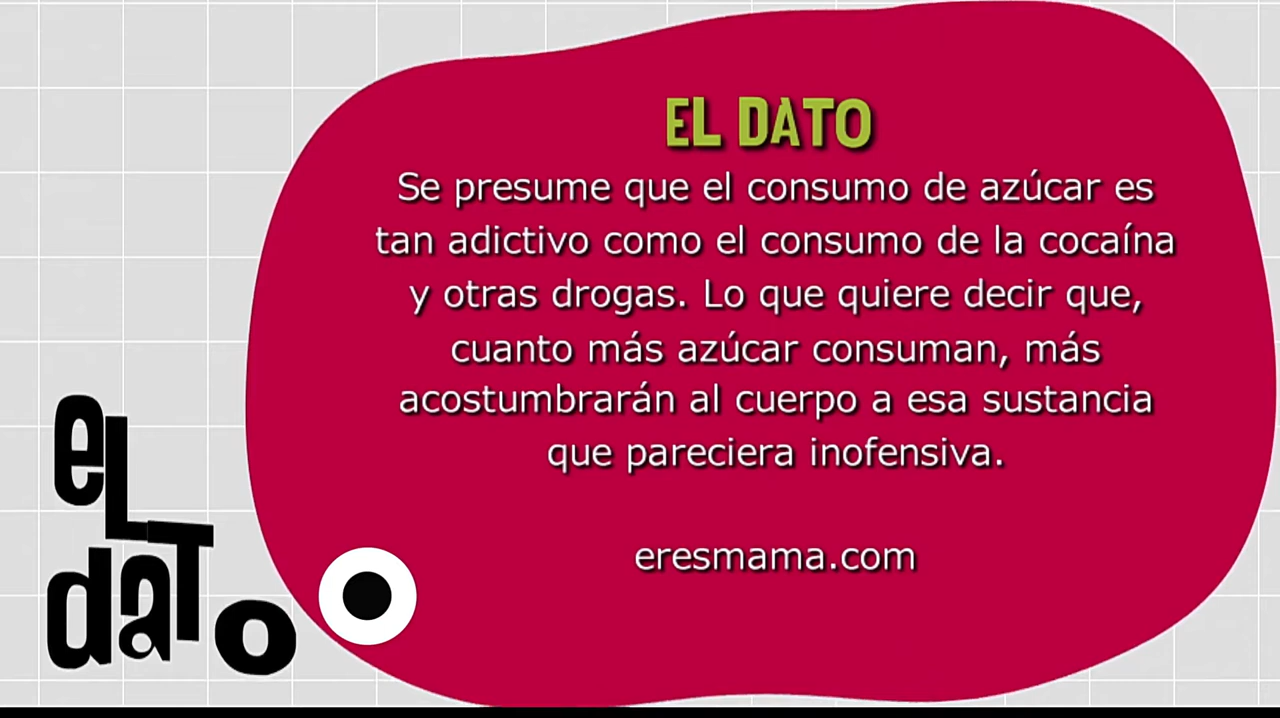 EL DATO
Se presume que el consumo de azúcar es
tan adictivo como el consumo de la cocaína
y otras drogas. Lo que quiere decir que,
cuanto más azúcar consuman, más
acostumbrarán al cuerpo a esa sustancia
que pareciera inofensiva.
eresmama.com
eL
daTo